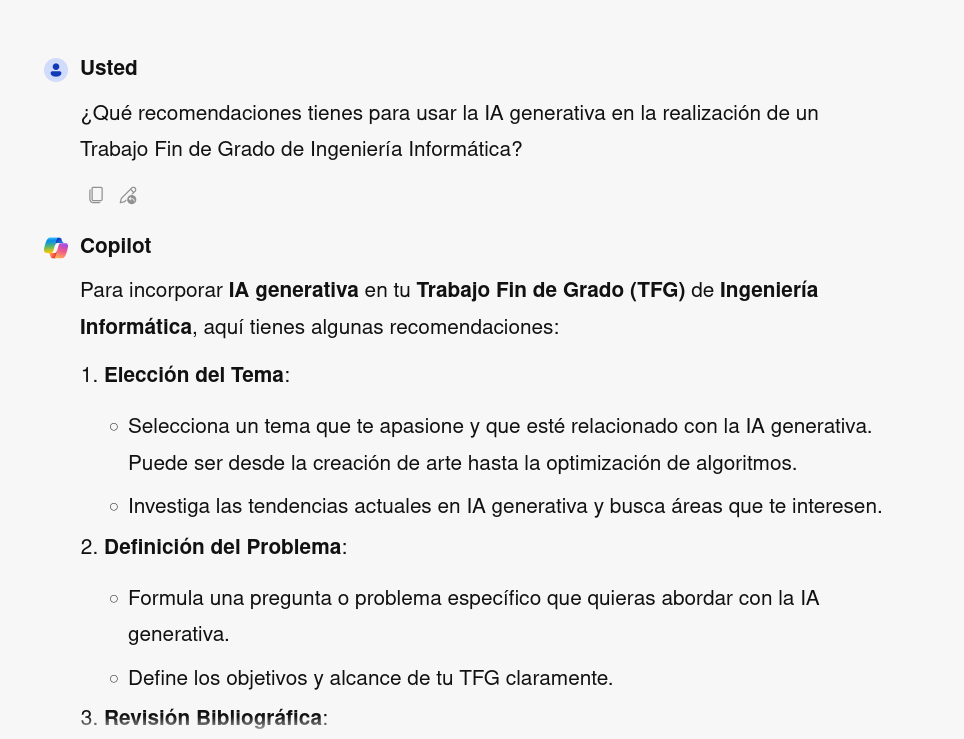 Usted
¿Qué recomendaciones tienes para usar la IA generativa en la realización de un
Trabajo Fin de Grado de Ingeniería Informática?
Copilot
Para incorporar IA generativa en tu Trabajo Fin de Grado (TFG) de Ingeniería
Informática, aquí tienes algunas recomendaciones:
1. Elección del Tema:
○ Selecciona un tema que te apasione y que esté relacionado con la IA generativa.
Puede ser desde la creación de arte hasta la optimización de algoritmos.
○ Investiga las tendencias actuales en IA generativa y busca áreas que te interesen.
2. Definición del Problema:
○ Formula una pregunta o problema específico que quieras abordar con la IA
generativa.
○ Define los objetivos y alcance de tu TFG claramente.
3. Revisión Bibliográfica: